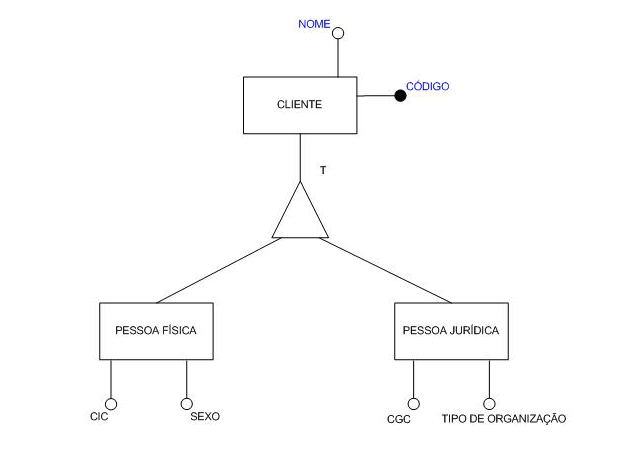 NOME
CÓDIGO
CLIENTE
T
PESSOA FÍSICA
PESSOA JURÍDICA
CIC
SEXO
CGC
TIPO DE ORGANIZAÇÃO